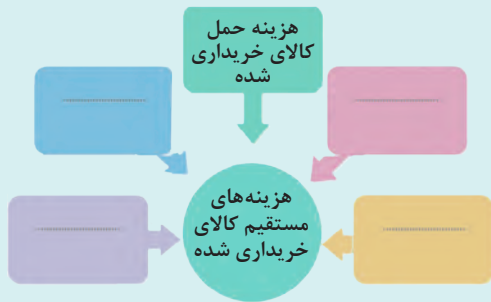 هزینه حمل
کالای خریداری
شده
هزینه‌های
مستقیم کالای
خریداری شده